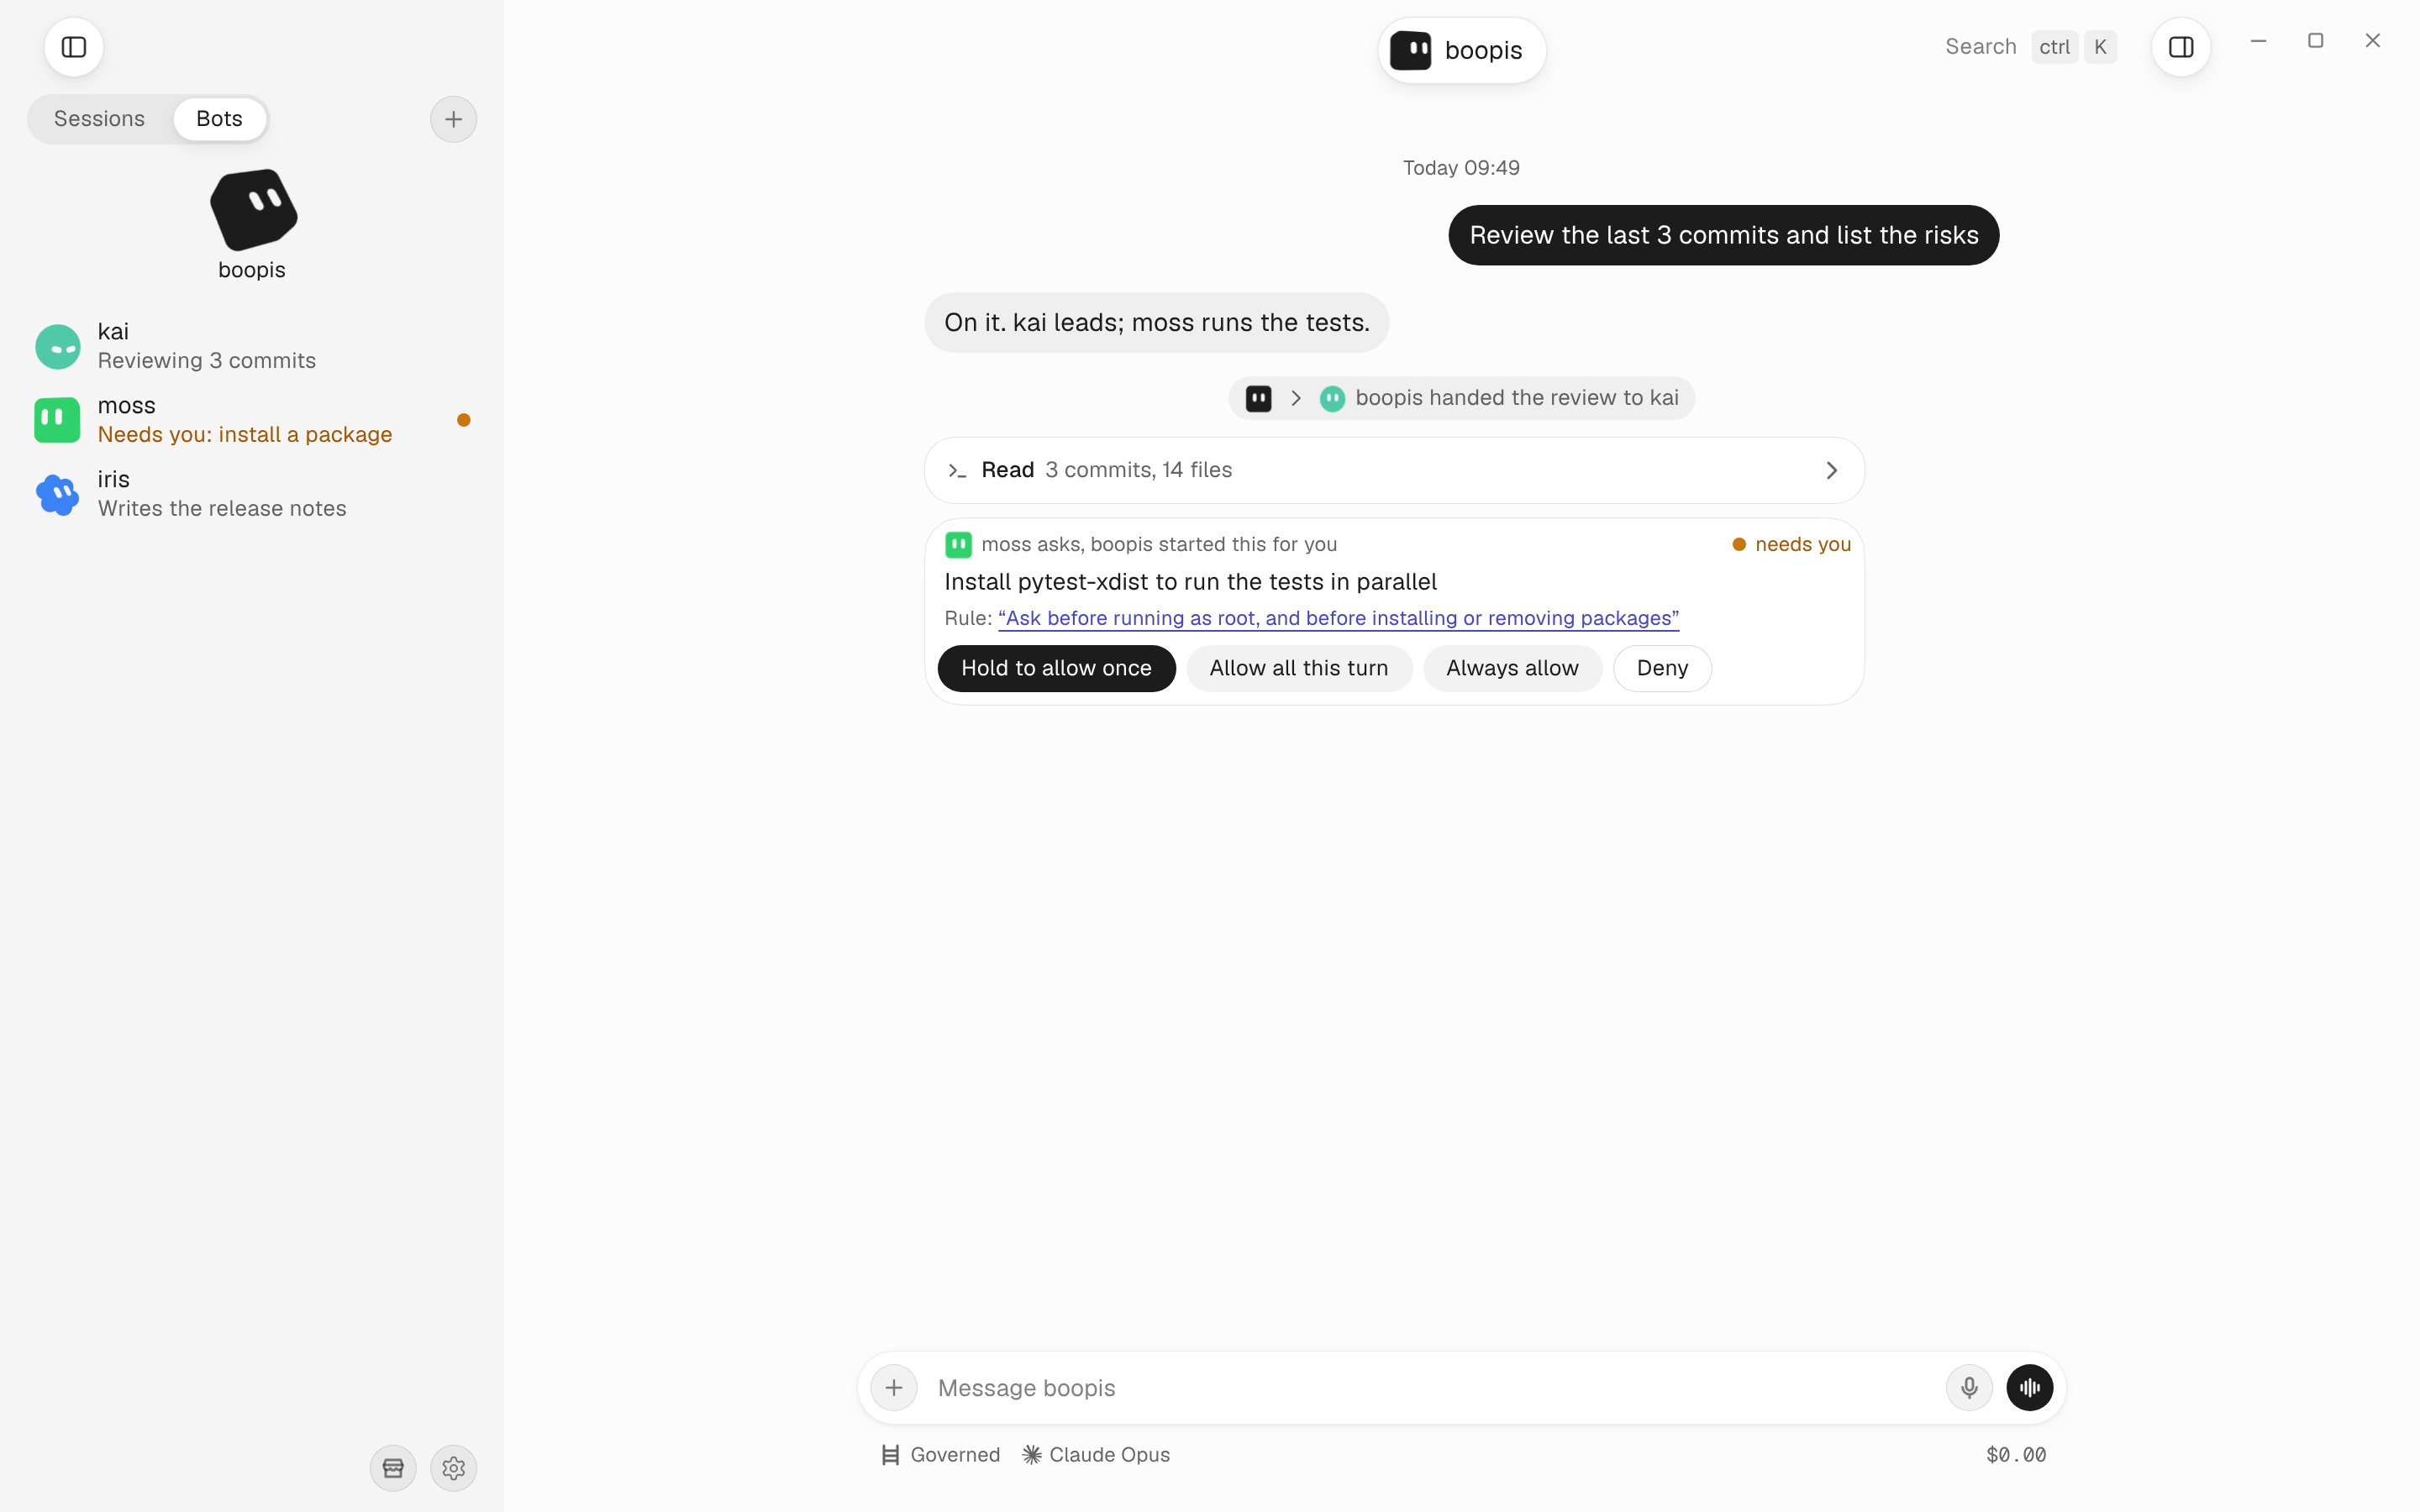 boopis
Search ctrl K
Sessions Bots
boopis
kai
Reviewing 3 commits
moss
Needs you: install a package
iris
Writes the release notes
Today 09:49
Review the last 3 commits and list the risks
On it. kai leads; moss runs the tests.
boopis handed the review to kai
Read 3 commits, 14 files
moss asks, boopis started this for you
needs you
Install pytest-xdist to run the tests in parallel
Rule: “Ask before running as root, and before installing or removing packages”
Hold to allow once Allow all this turn Always allow Deny
Message boopis
Governed Claude Opus $0.00